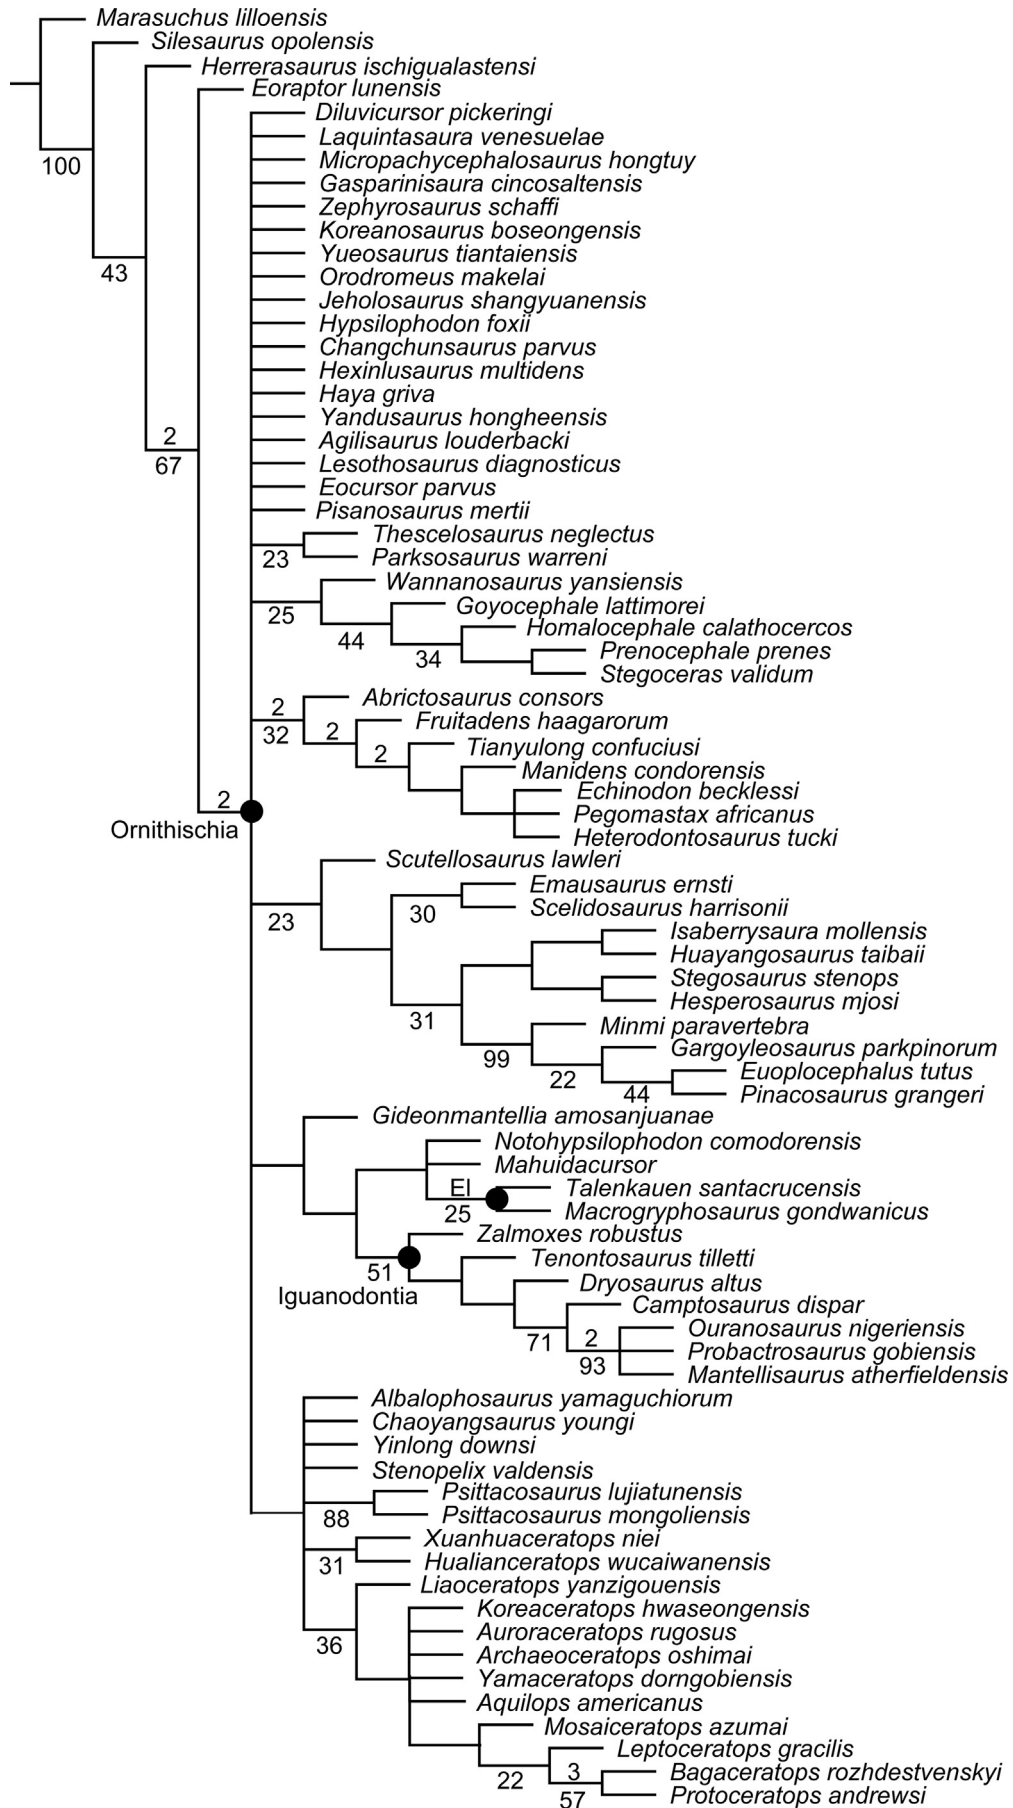 Marasuchus lilloensis
Silesaurus opolensis
Herrerasaurus ischigualastensi
Eoraptor lunensis
Diluvicursor pickeringi
Laquintasaura venesuelae
100
Micropachycephalosaurus hongtuy
Gasparinisaura cincosaltensis
Zephyrosaurus schaffi
Koreanosaurus boseongensis
Yueosaurus tiantaiensis
43
Orodromeus makelai
Jeholosaurus shangyuanensis
Hypsilophodon foxii
Changchunsaurus parvus
Hexinlusaurus multidens
Haya griva
Yandusaurus hongheensis
2
Agilisaurus louderbacki
67
Lesothosaurus diagnosticus
Eocursor parvus
Pisanosaurus mertii
Thescelosaurus neglectus
23
Parksosaurus warreni
Wannanosaurus yansiensis
25
Goyocephale lattimorei
Homalocephale calathocercos
44
Prenocephale prenes
34
Stegoceras validum
Abrictosaurus consors
2
Fruitadens haagarorum
32
2
Tianyulong confuciusi
2
Manidens condorensis
Echinodon becklessi
2
Pegomastax africanus
Ornithischia
Heterodontosaurus tucki
Scutellosaurus lawleri
Emausaurus ernsti
23
30
Scelidosaurus harrisonii
Isaberrysaura mollensis
Huayangosaurus taibaii
Stegosaurus stenops
Hesperosaurus mjosi
31
Minmi paravertebra
Gargoyleosaurus parkpinorum
99
Euoplocephalus tutus
22
Pinacosaurus grangeri
44
Gideonmantellia amosanjuanae
Notohypsilophodon comodorensis
Mahuidacursor
El
Talenkauen santacrucensis
25
Macrogryphosaurus gondwanicus
Zalmoxes robustus
Tenontosaurus tilletti
51
Dryosaurus altus
Iguanodontia
Camptosaurus dispar
Ouranosaurus nigeriensis
71
2
Probactrosaurus gobiensis
93
Mantellisaurus atherfieldensis
Albalophosaurus yamaguchiorum
Chaoyangsaurus youngi
Yinlong downsi
Stenopelix valdensis
Psittacosaurus lujiatunensis
88
Psittacosaurus mongoliensis
Xuanhuaceratops niei
31
Hualianceratops wucaiwanensis
Liaoceratops yanzigouensis
Koreaceratops hwaseongensis
Auroraceratops rugosus
36
Archaeoceratops oshimai
Yamaceratops dorngobiensis
Aquilops americanus
Mosaiceratops azumai
Leptoceratops gracilis
22
3
Bagaceratops rozhdestvenskyi
57
Protoceratops andrewsi